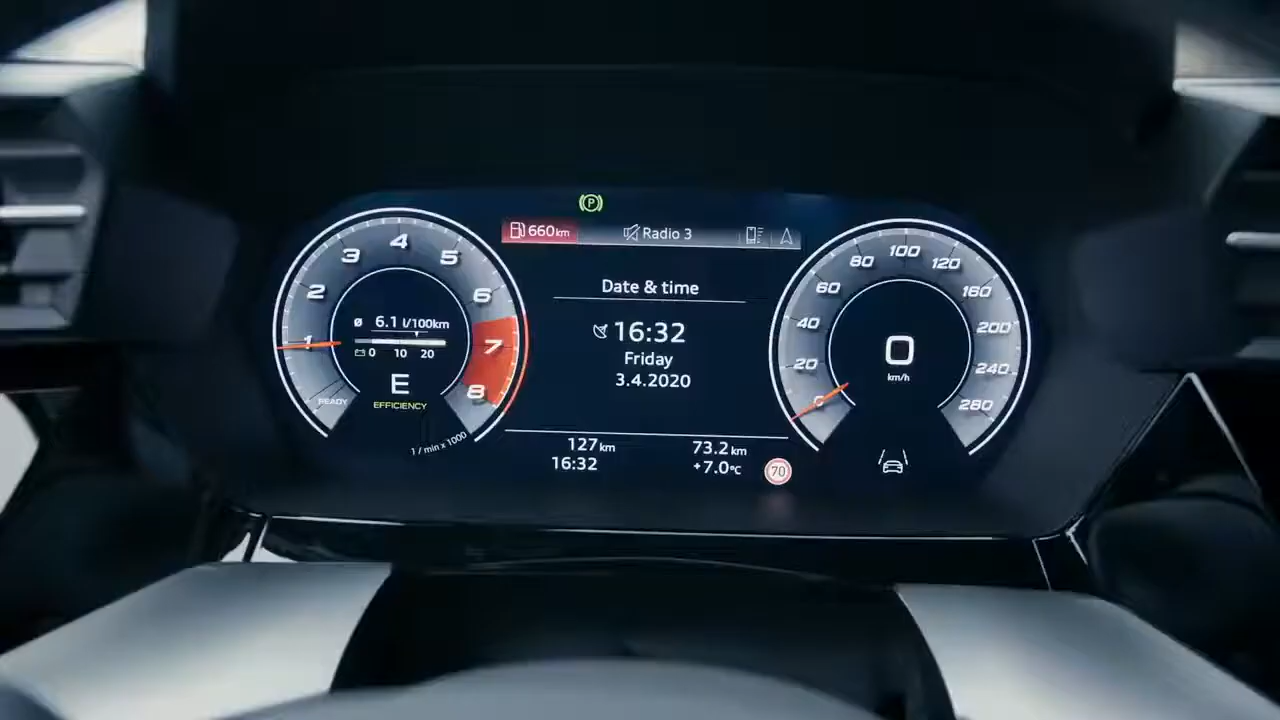 P
660km
Radio 3
Date & time
16:32
Friday
3.4.2020
127km
73.2km
16:32
+7.0°C
70
1
2
3
4
5
6
7
8
ø 6.1 l/100km
0 10 20
E
EFFICIENCY
READY
1 / min x 1000
0
20
40
60
80
100
120
160
200
240
280
0
km/h